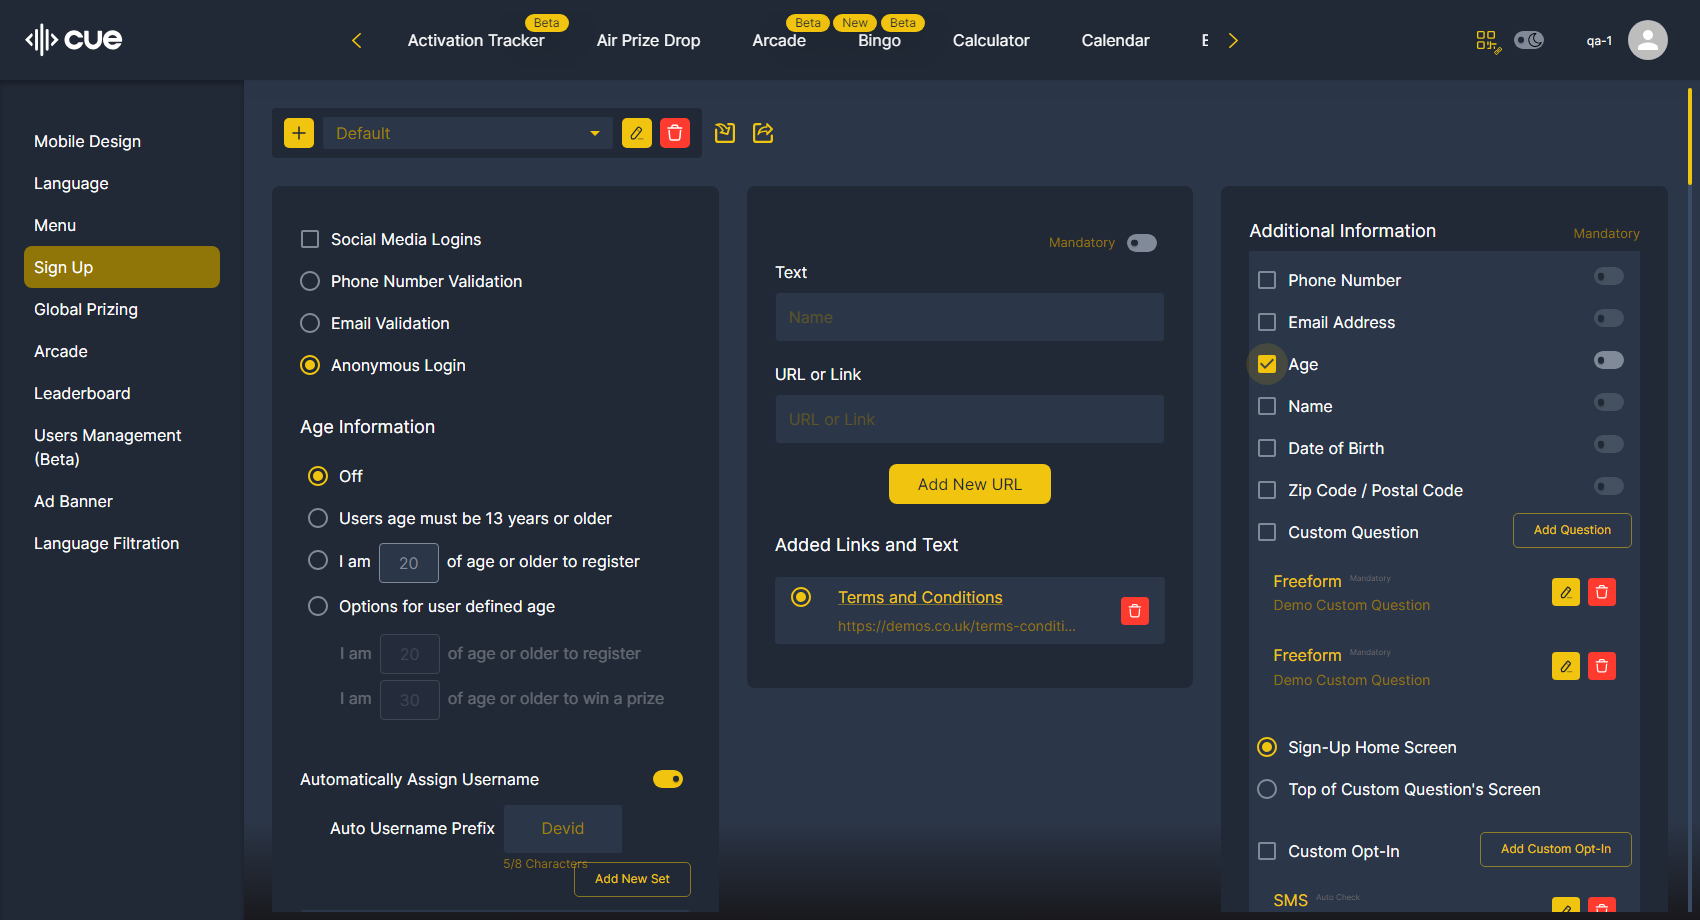 cue
Activation Tracker
Beta
Air Prize Drop
Arcade
Beta
New
Bingo
Beta
Calculator
Calendar
qa-1
Mobile Design
Language
Menu
Sign Up
Global Prizing
Arcade
Leaderboard
Users Management
(Beta)
Ad Banner
Language Filtration
Default
Social Media Logins
Phone Number Validation
Email Validation
Anonymous Login
Age Information
Off
Users age must be 13 years or older
I am 20 of age or older to register
Options for user defined age
I am 20 of age or older to register
I am 30 of age or older to win a prize
Automatically Assign Username
Auto Username Prefix Devid
5/8 Characters
Add New Set
Mandatory
Text
Name
URL or Link
URL or Link
Add New URL
Added Links and Text
Terms and Conditions
https://demos.co.uk/terms-conditi...
Additional Information Mandatory
Phone Number
Email Address
Age
Name
Date of Birth
Zip Code / Postal Code
Custom Question Add Question
Freeform Mandatory
Demo Custom Question
Freeform Mandatory
Demo Custom Question
Sign-Up Home Screen
Top of Custom Question's Screen
Custom Opt-In Add Custom Opt-In
SMS Auto Check